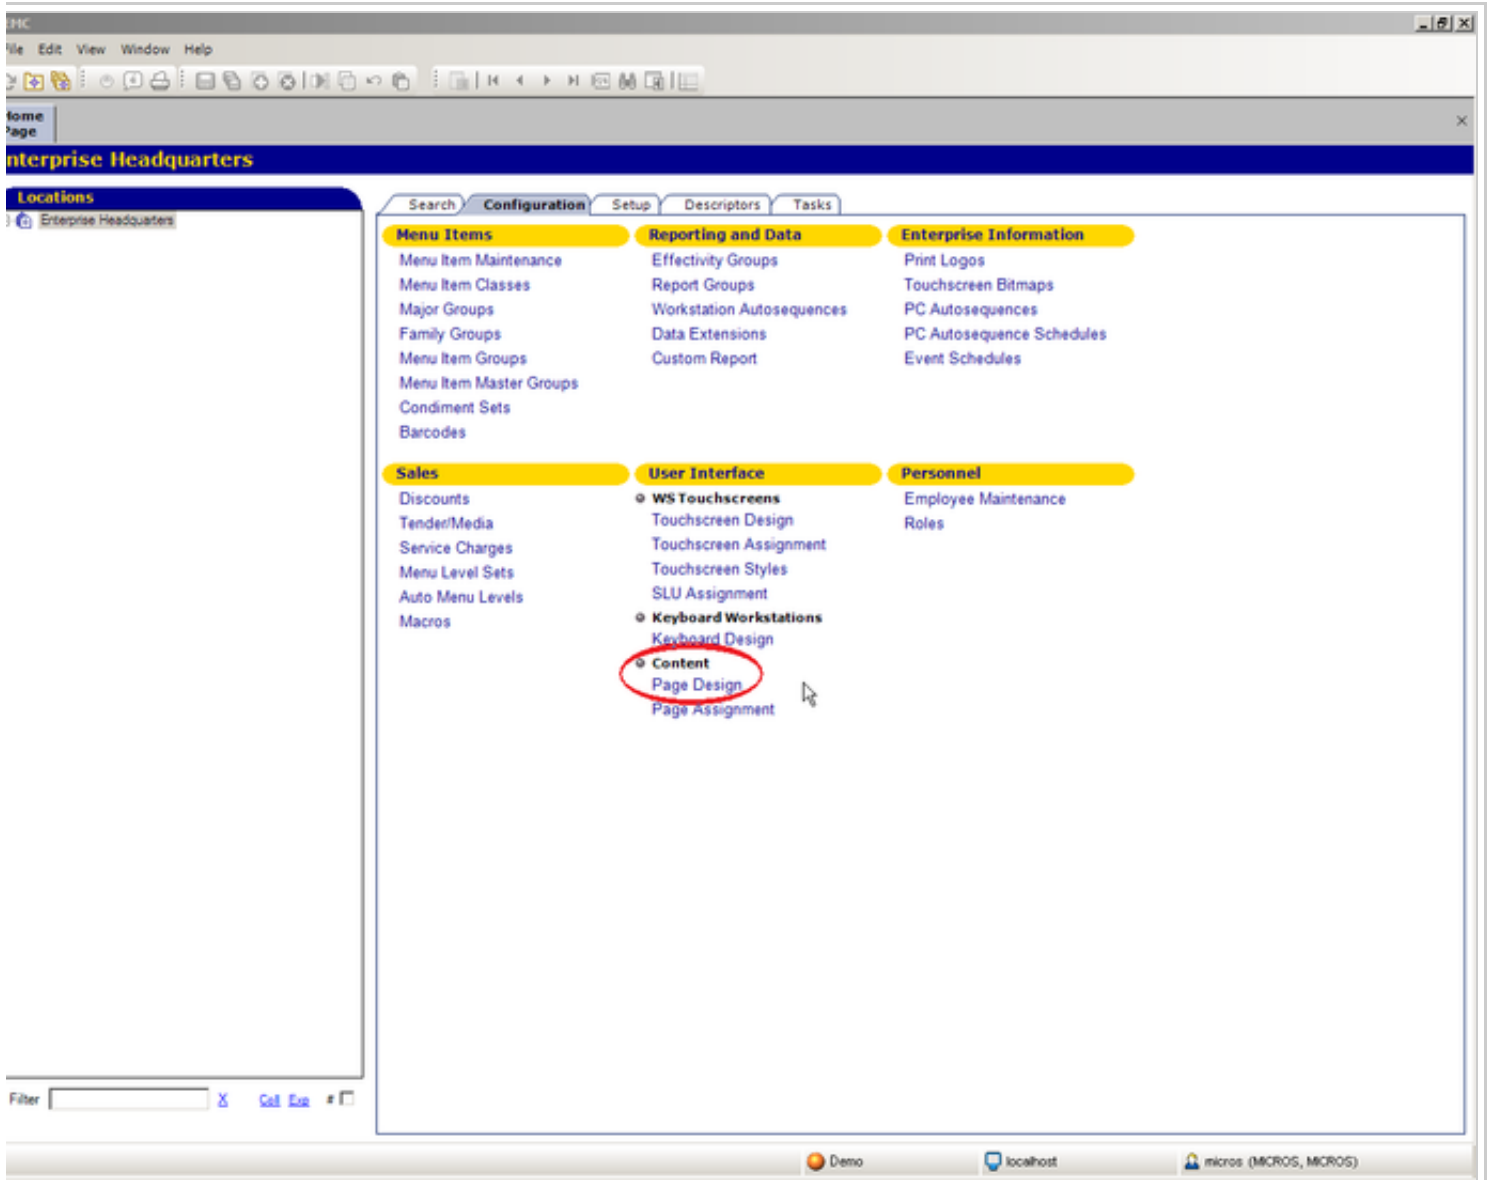 EMC
File Edit View Window Help
Home
Page
nterprise Headquarters
Locations
Enterprise Headquarters
Search Configuration Setup Descriptors Tasks
Menu Items Reporting and Data Enterprise Information
Menu Item Maintenance Effectivity Groups Print Logos
Menu Item Classes Report Groups Touchscreen Bitmaps
Major Groups Workstation Autosequences PC Autosequences
Family Groups Data Extensions PC Autosequence Schedules
Menu Item Groups Custom Report Event Schedules
Menu Item Master Groups
Condiment Sets
Barcodes
Sales User Interface Personnel
Discounts WS Touchscreens Employee Maintenance
Tender/Media Touchscreen Design Roles
Service Charges Touchscreen Assignment
Menu Level Sets Touchscreen Styles
Auto Menu Levels SLU Assignment
Macros Keyboard Workstations
Keyboard Design
Content
Page Design
Page Assignment
Filter X Coll Exp #
Demo localhost micros (MICROS, MICROS)